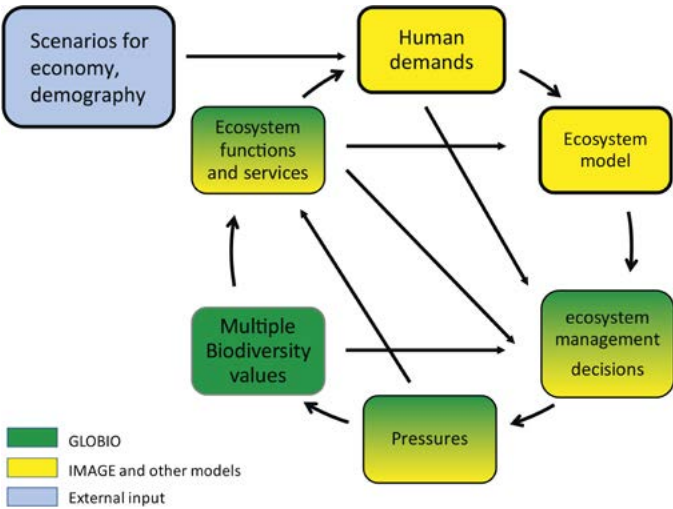 Scenarios for
economy,
demography
Human
demands
Ecosystem
functions
and services
Ecosystem
model
Multiple
Biodiversity
values
ecosystem
management
decisions
Pressures
GLOBIO
IMAGE and other models
External input